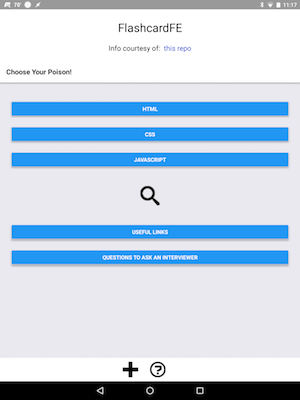 70° 11:17
FlashcardFE
Info courtesy of: this repo
Choose Your Poison!
HTML
CSS
JAVASCRIPT
USEFUL LINKS
QUESTIONS TO ASK AN INTERVIEWER